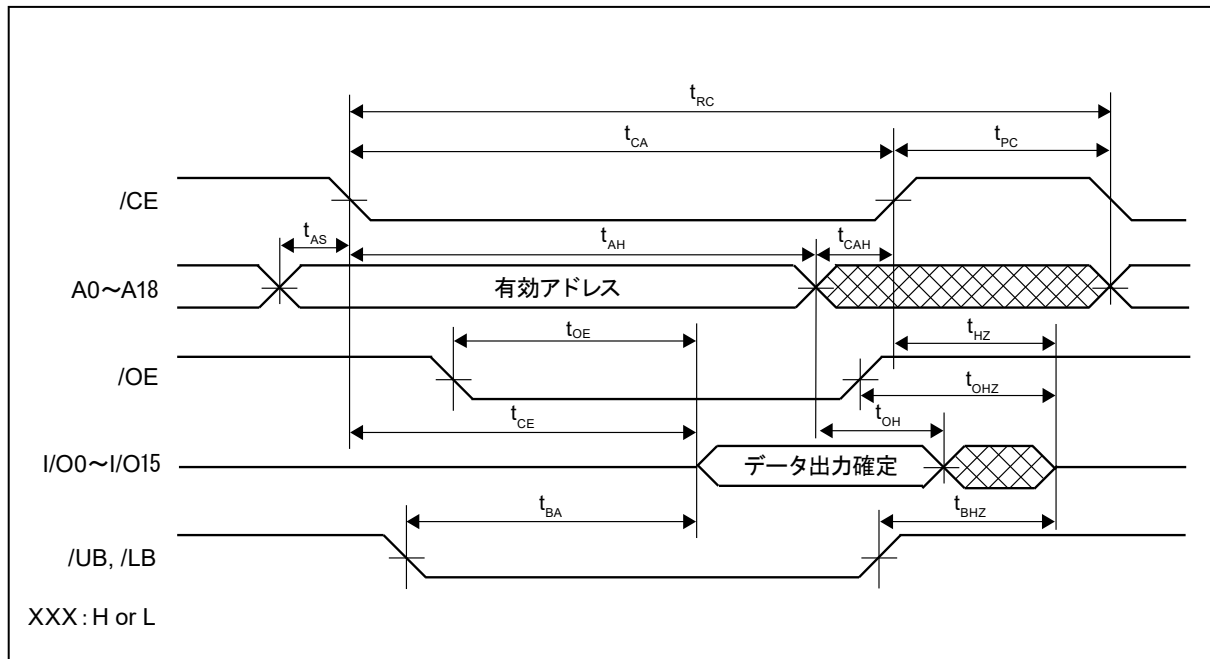 tRC
tCA
tPC
/CE
tAS
tAH
tCAH
A0～A18
有効アドレス
tOE
tHZ
/OE
tOHZ
tCE
tOH
I/O0～I/O15
データ出力確定
tBA
tBHZ
/UB, /LB
XXX : H or L